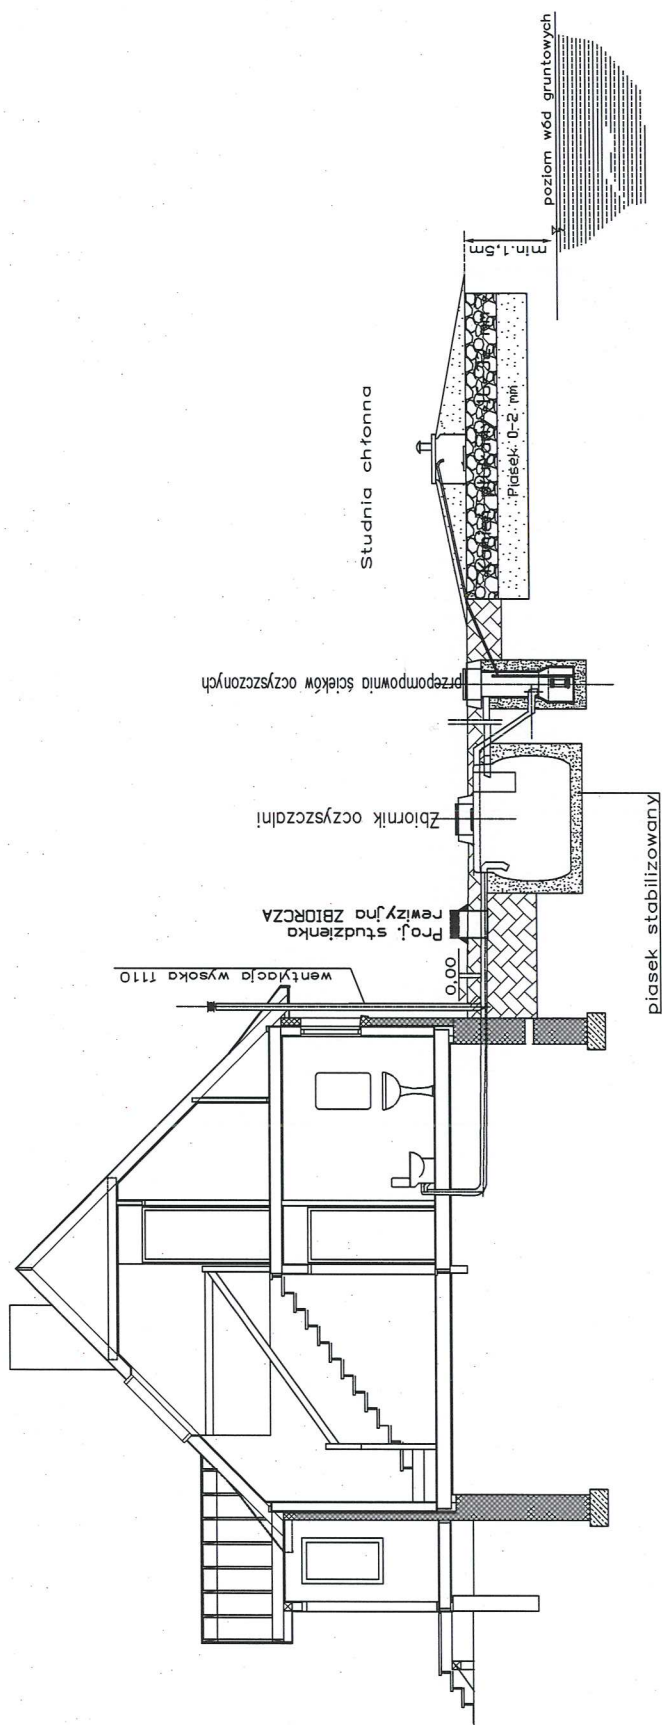 wentylacja wysoka f110
0,00
Proj. studzienka
rewizyjna ZBIORCZA
Zbiornik oczyszczalni
piasek stabilizowany
przepompownia ścieków oczyszczonych
Studnia chłonna
Piasek 0-2 mm
min.1,5m
poziom wód gruntowych